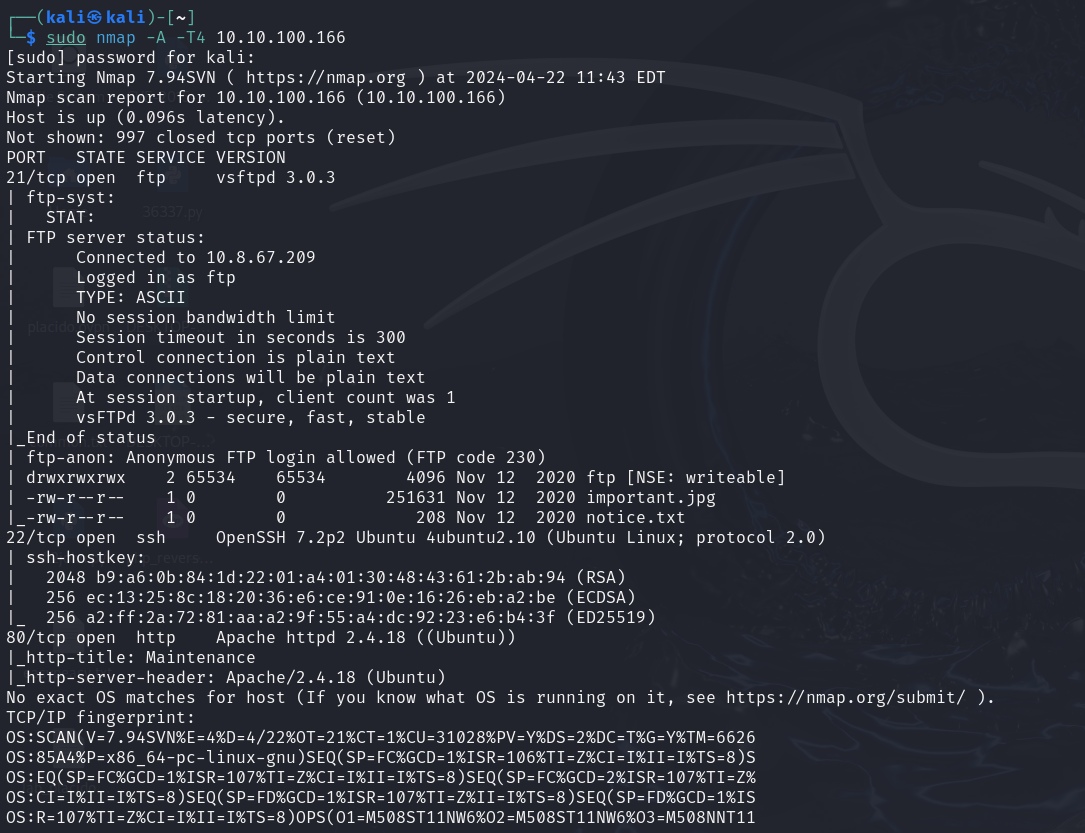 ┌──(kali㉿kali)-[~]
└─$ sudo nmap -A -T4 10.10.100.166
[sudo] password for kali:
Starting Nmap 7.94SVN ( https://nmap.org ) at 2024-04-22 11:43 EDT
Nmap scan report for 10.10.100.166 (10.10.100.166)
Host is up (0.096s latency).
Not shown: 997 closed tcp ports (reset)
PORT   STATE SERVICE VERSION
21/tcp open  ftp     vsftpd 3.0.3
| ftp-syst:
|   STAT:
| FTP server status:
|      Connected to 10.8.67.209
|      Logged in as ftp
|      TYPE: ASCII
|      No session bandwidth limit
|      Session timeout in seconds is 300
|      Control connection is plain text
|      Data connections will be plain text
|      At session startup, client count was 1
|      vsFTPd 3.0.3 - secure, fast, stable
|_End of status
| ftp-anon: Anonymous FTP login allowed (FTP code 230)
| drwxrwxrwx    2 65534    65534        4096 Nov 12  2020 ftp [NSE: writeable]
| -rw-r--r--    1 0        0          251631 Nov 12  2020 important.jpg
|_-rw-r--r--    1 0        0             208 Nov 12  2020 notice.txt
22/tcp open  ssh     OpenSSH 7.2p2 Ubuntu 4ubuntu2.10 (Ubuntu Linux; protocol 2.0)
| ssh-hostkey:
|   2048 b9:a6:0b:84:1d:22:01:a4:01:30:48:43:61:2b:ab:94 (RSA)
|   256 ec:13:25:8c:18:20:36:e6:ce:91:0e:16:26:eb:a2:be (ECDSA)
|_  256 a2:ff:2a:72:81:aa:a2:9f:55:a4:dc:92:23:e6:b4:3f (ED25519)
80/tcp open  http    Apache httpd 2.4.18 ((Ubuntu))
|_http-title: Maintenance
|_http-server-header: Apache/2.4.18 (Ubuntu)
No exact OS matches for host (If you know what OS is running on it, see https://nmap.org/submit/ ).
TCP/IP fingerprint:
OS:SCAN(V=7.94SVN%E=4%D=4/22%OT=21%CT=1%CU=31028%PV=Y%DS=2%DC=T%G=Y%TM=6626
OS:85A4%P=x86_64-pc-linux-gnu)SEQ(SP=FC%GCD=1%ISR=106%TI=Z%CI=I%II=I%TS=8)S
OS:EQ(SP=FC%GCD=1%ISR=107%TI=Z%CI=I%II=I%TS=8)SEQ(SP=FC%GCD=2%ISR=107%TI=Z%
OS:CI=I%II=I%TS=8)SEQ(SP=FD%GCD=1%ISR=107%TI=Z%II=I%TS=8)SEQ(SP=FD%GCD=1%IS
OS:R=107%TI=Z%CI=I%II=I%TS=8)OPS(O1=M508ST11NW6%O2=M508ST11NW6%O3=M508NNT11
36337.py